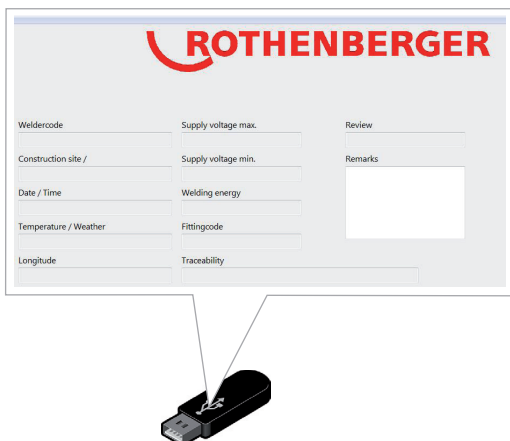 ROTHENBERGER
Weldercode
Supply voltage max.
Review
Construction site /
Supply voltage min.
Remarks
Date / Time
Welding energy
Temperature / Weather
Fittingcode
Longitude
Traceability